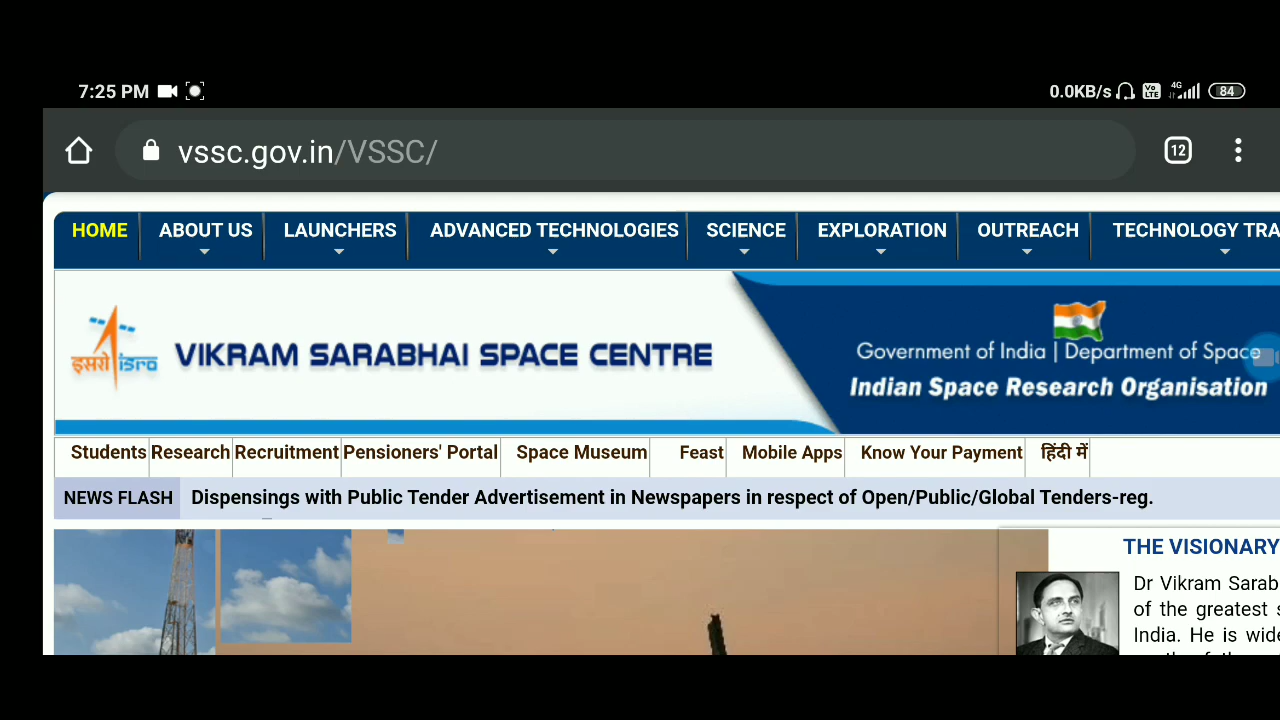 7:25 PM 0.0KB/s VO LTE 4G 84
vssc.gov.in/VSSC/ 12
HOME ABOUT US LAUNCHERS ADVANCED TECHNOLOGIES SCIENCE EXPLORATION OUTREACH TECHNOLOGY TRA
इसरो isro
VIKRAM SARABHAI SPACE CENTRE
Government of India | Department of Space
Indian Space Research Organisation
Students Research Recruitment Pensioners' Portal Space Museum Feast Mobile Apps Know Your Payment हिंदी में
NEWS FLASH Dispensings with Public Tender Advertisement in Newspapers in respect of Open/Public/Global Tenders-reg.
THE VISIONARY
Dr Vikram Sarab
of the greatest s
India. He is wide